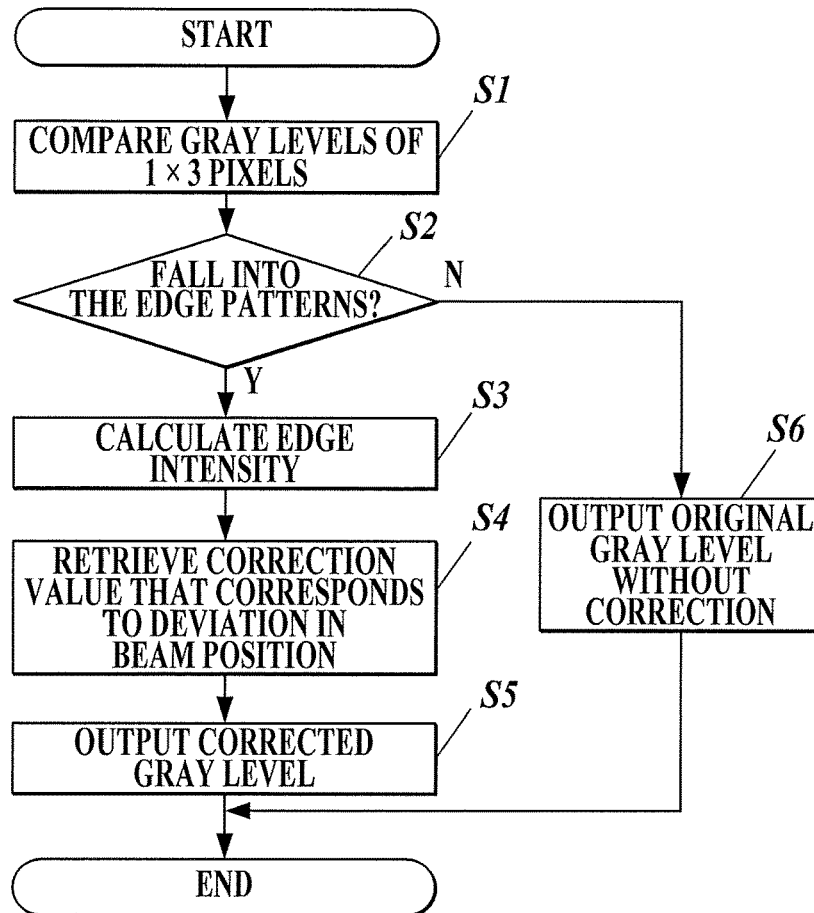 START
S1
COMPARE GRAY LEVELS OF
1 × 3 PIXELS
S2
FALL INTO
THE EDGE PATTERNS?
N
Y
S3
CALCULATE EDGE
INTENSITY
S4
RETRIEVE CORRECTION
VALUE THAT CORRESPONDS
TO DEVIATION IN
BEAM POSITION
S6
OUTPUT ORIGINAL
GRAY LEVEL
WITHOUT
CORRECTION
S5
OUTPUT CORRECTED
GRAY LEVEL
END